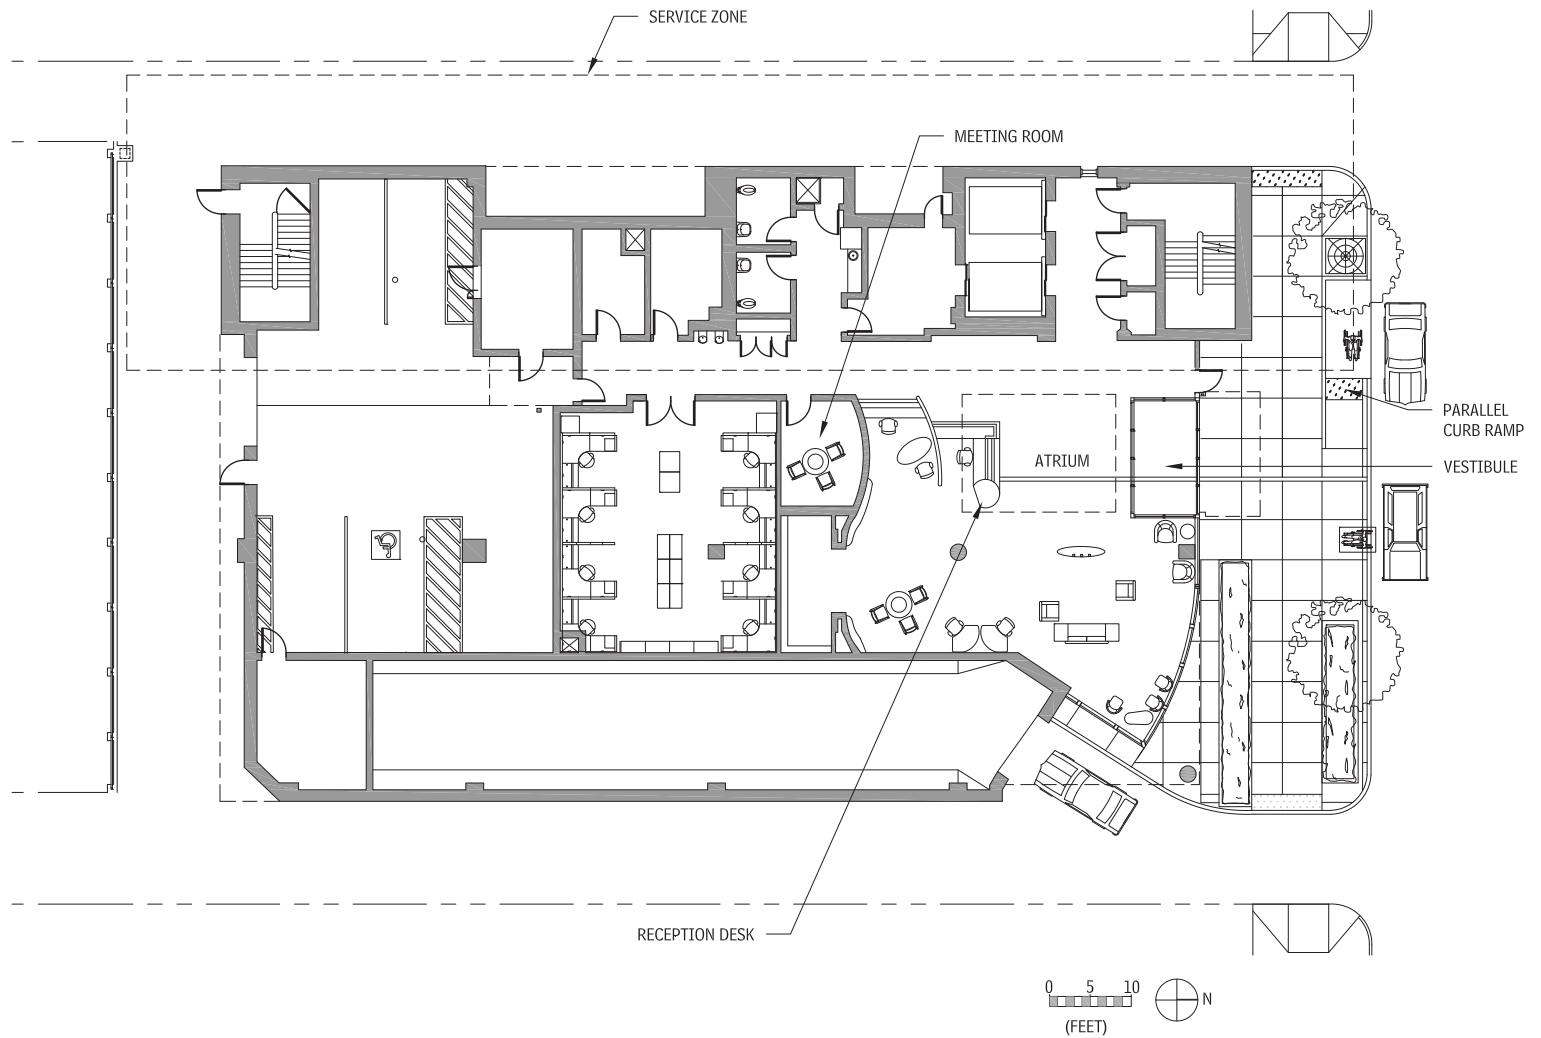 SERVICE ZONE
MEETING ROOM
PARALLEL
CURB RAMP
ATRIUM
VESTIBULE
RECEPTION DESK
0 5 10
(FEET)
N